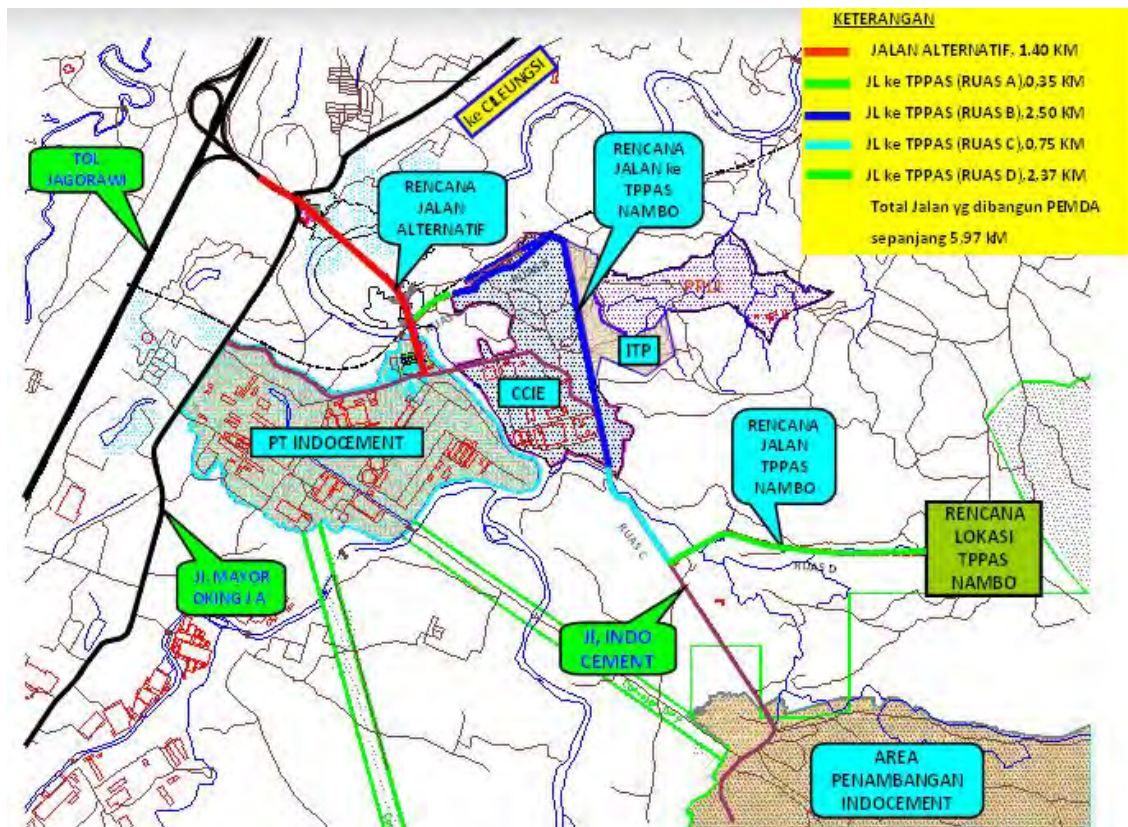 KETERANGAN
JALAN ALTERNATIF, 1.40 KM
JL ke TPPAS (RUAS A),0,35 KM
JL ke TPPAS (RUAS B),2.50 KM
JL ke TPPAS (RUAS C),0,75 KM
JL ke TPPAS (RUAS D),2,37 KM
Total Jalan yg dibangun PEMDA
sepanjang 5,97 kM
ke CILEUNGSI
TOL
JAGORAWI
RENCANA
JALAN
ALTERNATIF
RENCANA
JALAN ke
TPPAS
NAMBO
PPLI
ITP
CCIE
PT INDOCEMENT
RENCANA
JALAN
TPPAS
NAMBO
RENCANA
LOKASI
TPPAS
NAMBO
RUAS C
RUAS D
Jl. MAYOR
OKING J A
Jl, INDO
CEMENT
AREA
PENAMBANGAN
INDOCEMENT